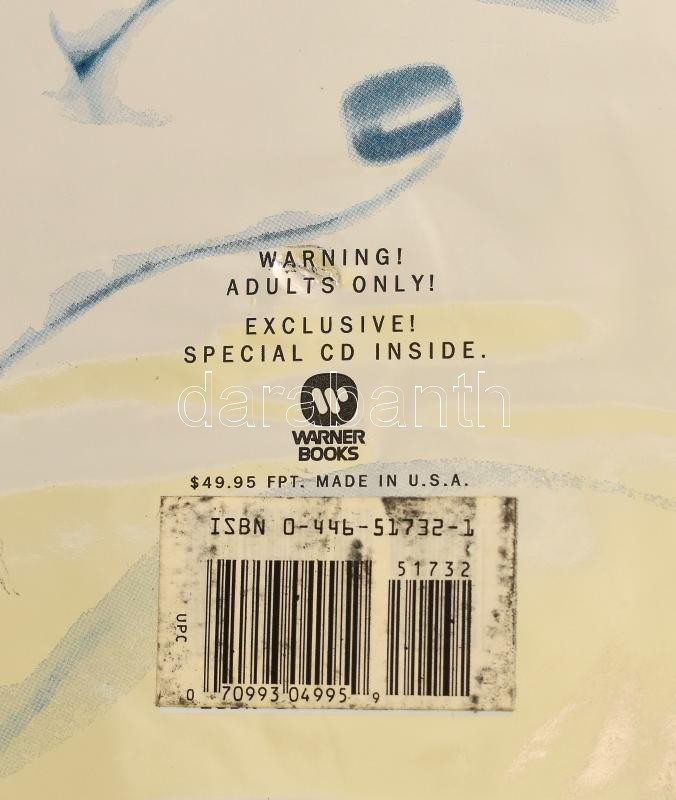 WARNING!
ADULTS ONLY!
EXCLUSIVE!
SPECIAL CD INSIDE.
darabanth
WARNER
BOOKS
$49.95 FPT. MADE IN U.S.A.
ISBN 0-446-51732-1
51732
UPC
0 70993 04995 9